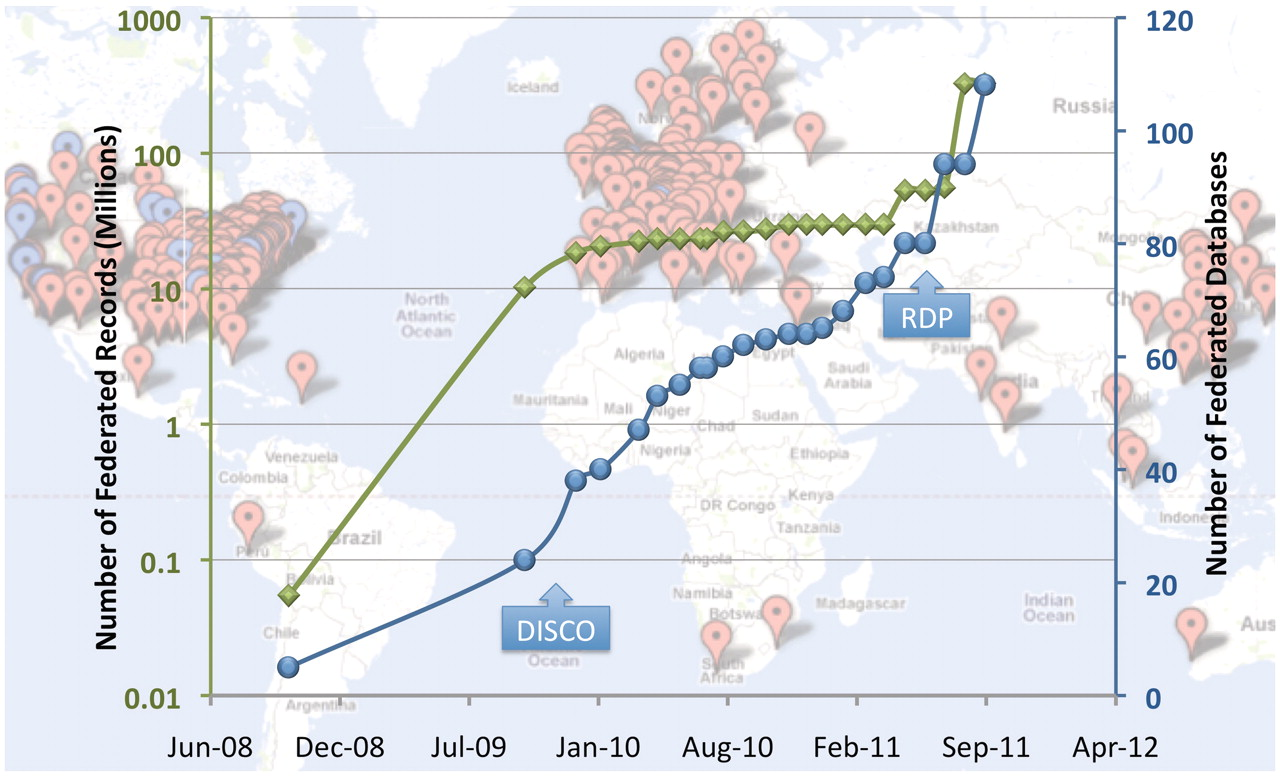 1000
100
10
1
0.1
0.01
Number of Federated Records (Millions)
120
100
80
60
40
20
0
Number of Federated Databases
Jun-08
Dec-08
Jul-09
Jan-10
Aug-10
Feb-11
Sep-11
Apr-12
DISCO
RDP
Iceland
Russia
Kazakhstan
Mongolia
North
Atlantic
Ocean
Algeria
Egypt
Saudi
Arabia
Pakistan
Mauritania
Mali
Niger
Chad
Sudan
Nigeria
Ethiopia
Venezuela
Colombia
DR Congo
Kenya
Tanzania
Peru
Brazil
Bolivia
Angola
Namibia
Botsw
Madagascar
Indian
Ocean
Chile
Ocean
South
Africa
Argentina
Indones
Aus